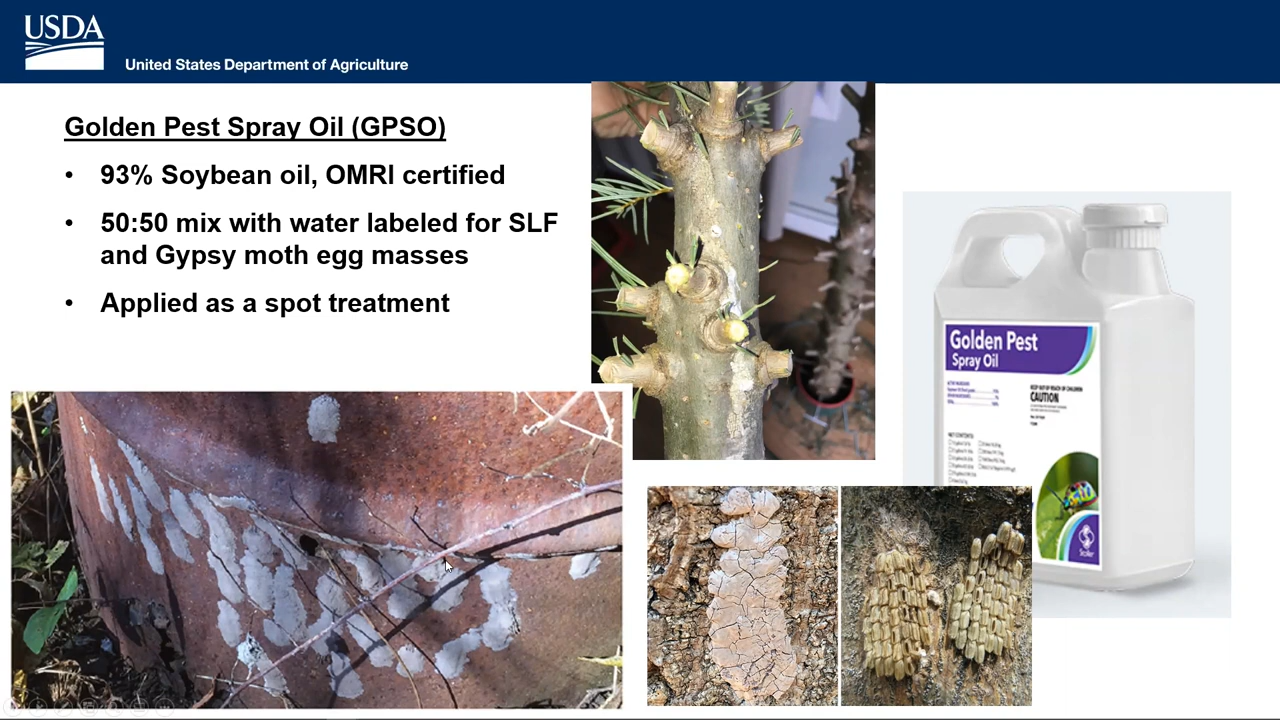 USDA
United States Department of Agriculture
Golden Pest Spray Oil (GPSO)
• 93% Soybean oil, OMRI certified
• 50:50 mix with water labeled for SLF
and Gypsy moth egg masses
• Applied as a spot treatment
Golden Pest
Spray Oil
KEEP OUT OF REACH OF CHILDREN
CAUTION